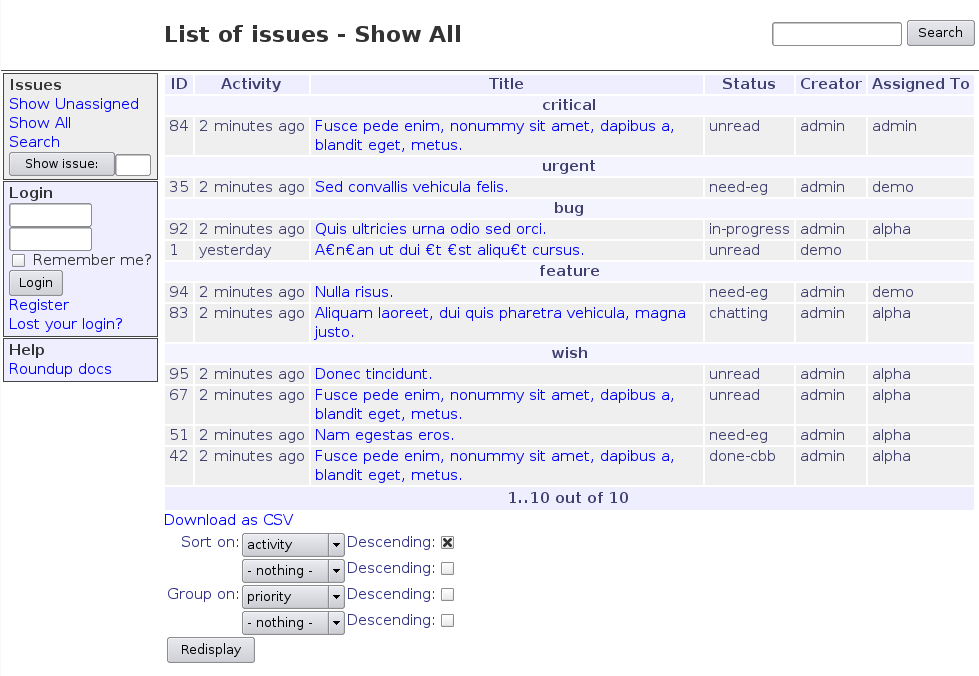 List of issues - Show All
Search
Issues
Show Unassigned
Show All
Search
Show issue:
Login
Remember me?
Login
Register
Lost your login?
Help
Roundup docs
ID Activity Title Status Creator Assigned To
critical
84 2 minutes ago Fusce pede enim, nonummy sit amet, dapibus a, unread admin admin
blandit eget, metus.
urgent
35 2 minutes ago Sed convallis vehicula felis. need-eg admin demo
bug
92 2 minutes ago Quis ultricies urna odio sed orci. in-progress admin alpha
1 yesterday A€n€an ut dui €t €st aliqu€t cursus. unread demo
feature
94 2 minutes ago Nulla risus. need-eg admin demo
83 2 minutes ago Aliquam laoreet, dui quis pharetra vehicula, magna chatting admin alpha
justo.
wish
95 2 minutes ago Donec tincidunt. unread admin alpha
67 2 minutes ago Fusce pede enim, nonummy sit amet, dapibus a, unread admin alpha
blandit eget, metus.
51 2 minutes ago Nam egestas eros. need-eg admin alpha
42 2 minutes ago Fusce pede enim, nonummy sit amet, dapibus a, done-cbb admin alpha
blandit eget, metus.
1..10 out of 10
Download as CSV
Sort on: activity Descending:
- nothing - Descending:
Group on: priority Descending:
- nothing - Descending:
Redisplay